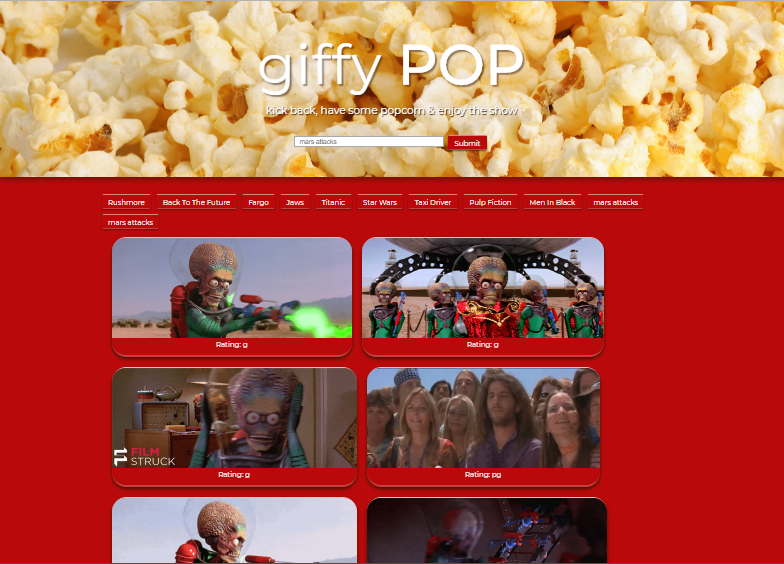 giffy POP
kick back, have some popcorn & enjoy the show.
mars attacks
Submit
Rushmore
Back To The Future
Fargo
Jaws
Titanic
Star Wars
Taxi Driver
Pulp Fiction
Men In Black
mars attacks
mars attacks
Rating: g
Rating: g
FILM
STRUCK
Rating: g
Rating: pg